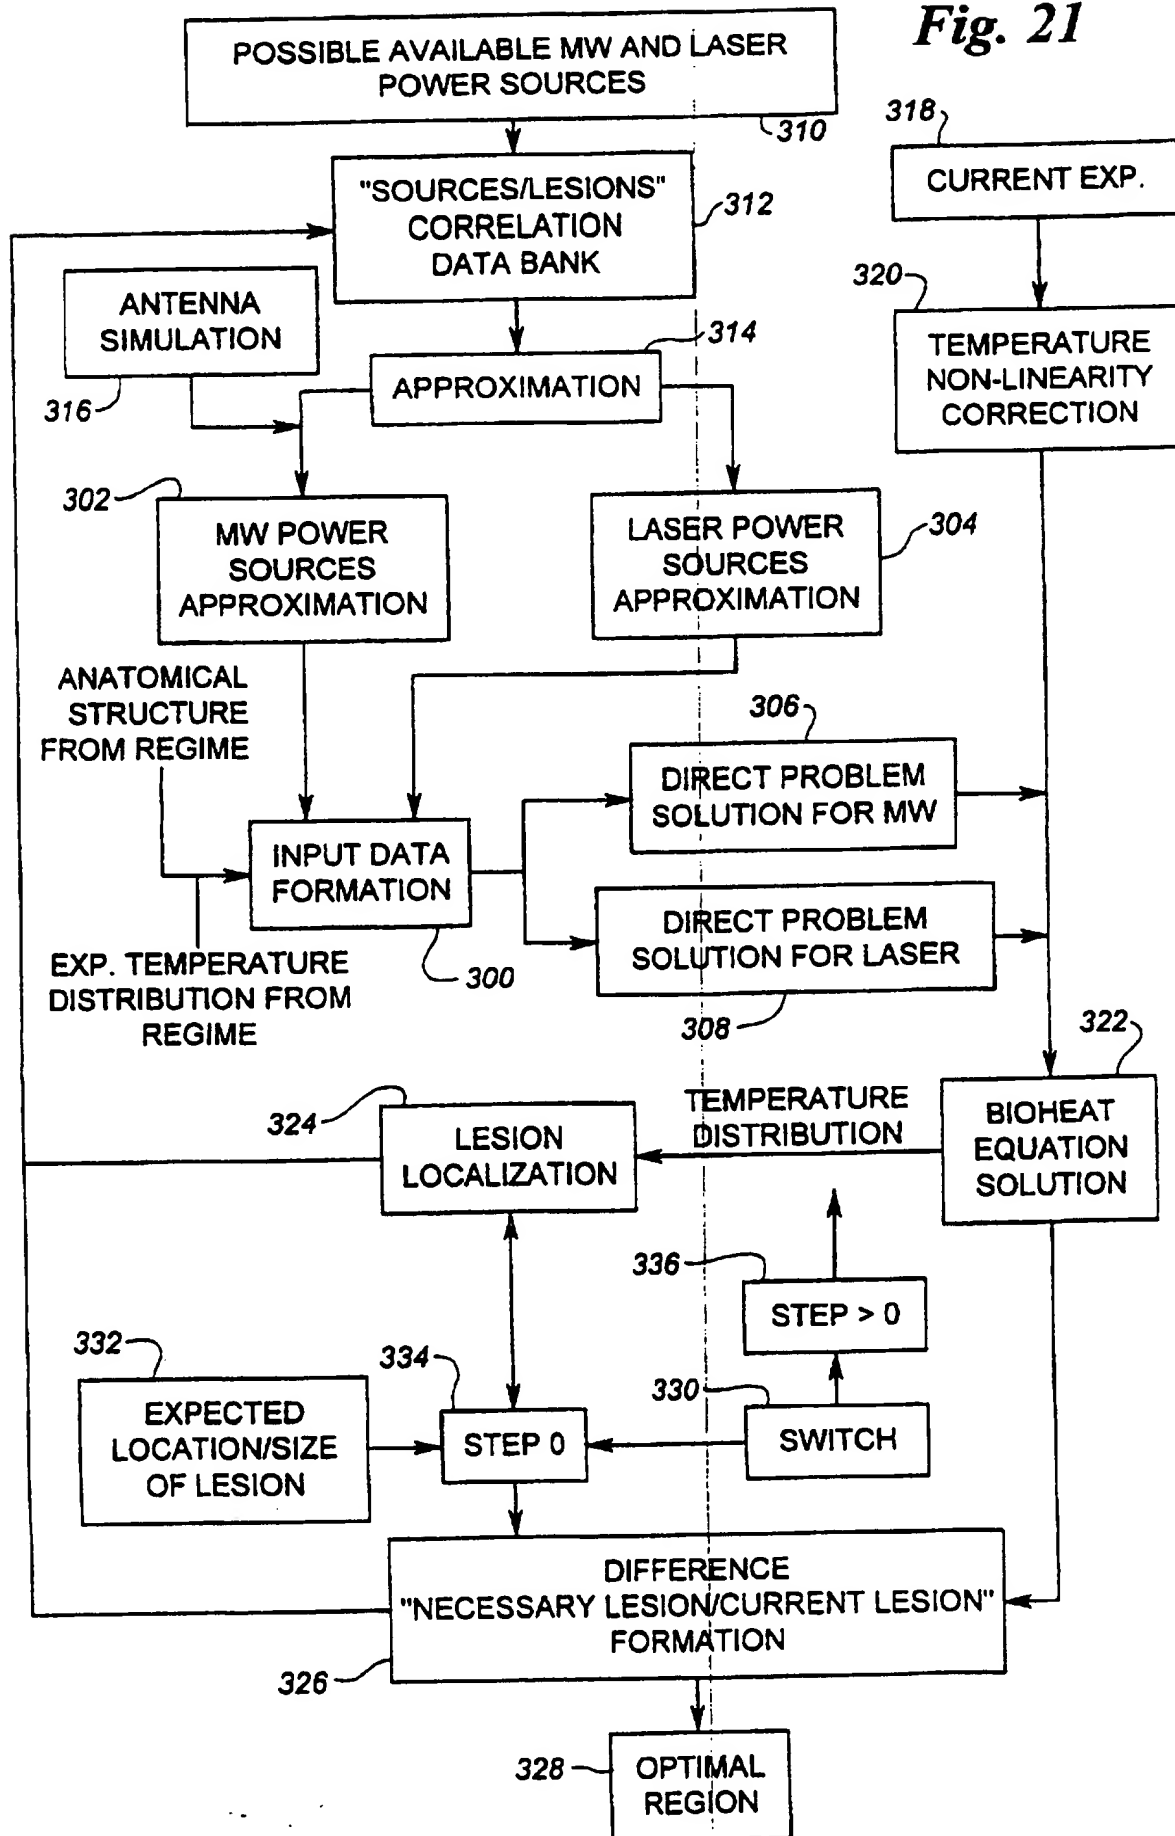 Fig. 21
POSSIBLE AVAILABLE MW AND LASER
POWER SOURCES
310
318
CURRENT EXP.
"SOURCES/LESIONS"
CORRELATION
DATA BANK
312
320
TEMPERATURE
NON-LINEARITY
CORRECTION
ANTENNA
SIMULATION
316
314
APPROXIMATION
302
MW POWER
SOURCES
APPROXIMATION
LASER POWER
SOURCES
APPROXIMATION
304
ANATOMICAL
STRUCTURE
FROM REGIME
306
DIRECT PROBLEM
SOLUTION FOR MW
INPUT DATA
FORMATION
300
DIRECT PROBLEM
SOLUTION FOR LASER
308
EXP. TEMPERATURE
DISTRIBUTION FROM
REGIME
322
BIOHEAT
EQUATION
SOLUTION
TEMPERATURE
DISTRIBUTION
324
LESION
LOCALIZATION
336
STEP > 0
332
EXPECTED
LOCATION/SIZE
OF LESION
334
STEP 0
330
SWITCH
DIFFERENCE
"NECESSARY LESION/CURRENT LESION"
FORMATION
326
328
OPTIMAL
REGION